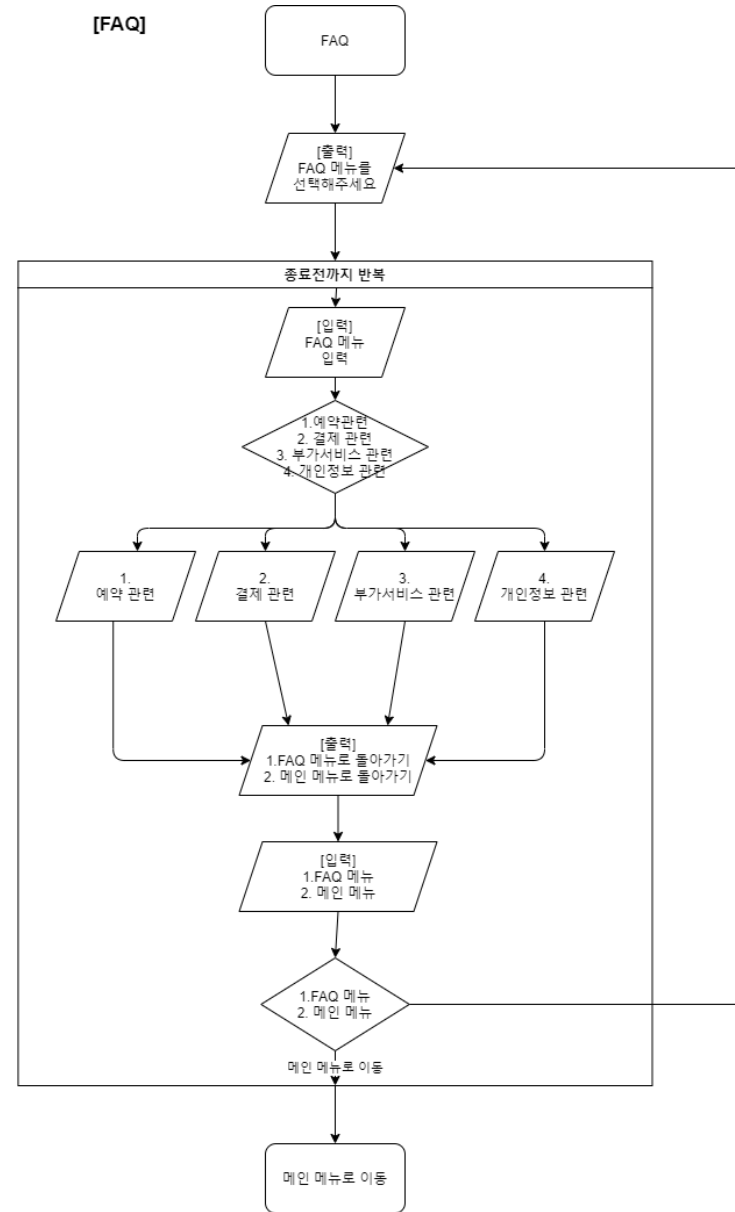 [FAQ]
FAQ
[출력]
FAQ 메뉴를
선택해주세요
종료전까지 반복
[입력]
FAQ 메뉴
입력
1.예약관련
2. 결제 관련
3. 부가서비스 관련
4. 개인정보 관련
1.
예약 관련
2.
결제 관련
3.
부가서비스 관련
4.
개인정보 관련
[출력]
1.FAQ 메뉴로 돌아가기
2. 메인 메뉴로 돌아가기
[입력]
1.FAQ 메뉴
2. 메인 메뉴
1.FAQ 메뉴
2. 메인 메뉴
메인 메뉴로 이동
메인 메뉴로 이동